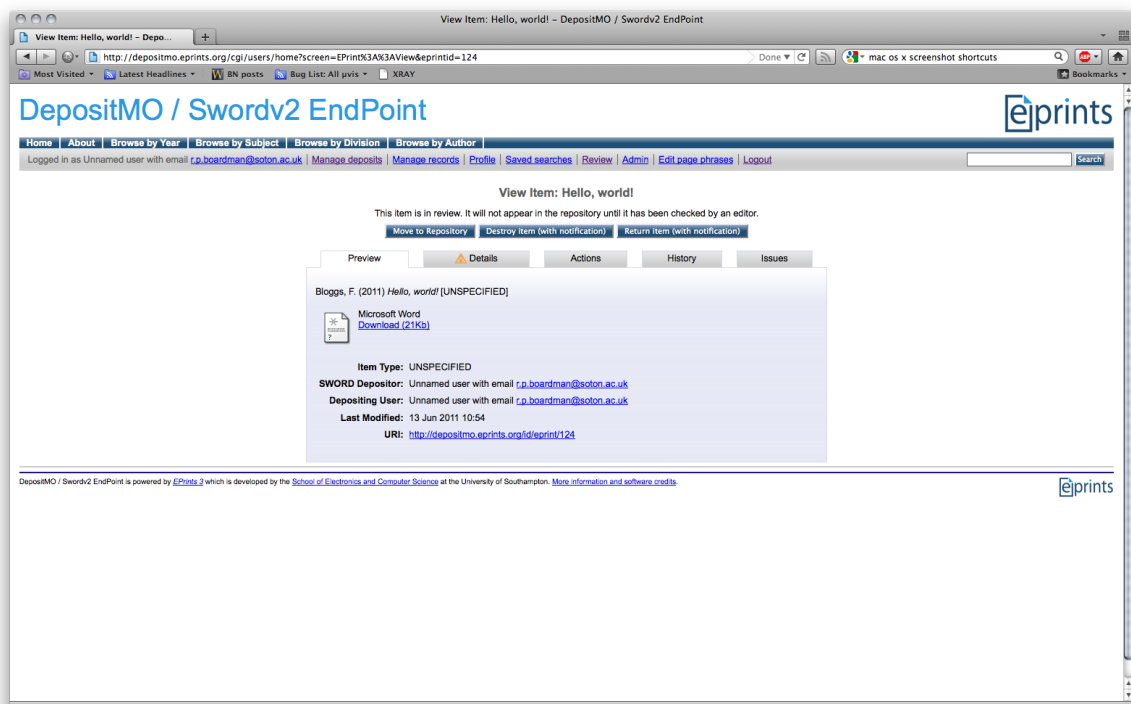 View Item: Hello, world! – DepositMO / Swordv2 EndPoint
View Item: Hello, world! – Depo... +
http://depositmo.eprints.org/cgi/users/home?screen=EPrint%3A%3AView&eprintid=124 Done mac os x screenshot shortcuts ABP
Most Visited Latest Headlines W BN posts Bug List: All μvis XRAY Bookmarks
DepositMO / Swordv2 EndPoint
eprints
Home About Browse by Year Browse by Subject Browse by Division Browse by Author
Logged in as Unnamed user with email r.p.boardman@soton.ac.uk | Manage deposits | Manage records | Profile | Saved searches | Review | Admin | Edit page phrases | Logout Search
View Item: Hello, world!
This item is in review. It will not appear in the repository until it has been checked by an editor.
Move to Repository Destroy item (with notification) Return item (with notification)
Preview Details Actions History Issues
Bloggs, F. (2011) Hello, world! [UNSPECIFIED]
Microsoft Word
Download (21Kb)
?
Item Type: UNSPECIFIED
SWORD Depositor: Unnamed user with email r.p.boardman@soton.ac.uk
Depositing User: Unnamed user with email r.p.boardman@soton.ac.uk
Last Modified: 13 Jun 2011 10:54
URI: http://depositmo.eprints.org/id/eprint/124
DepositMO / Swordv2 EndPoint is powered by EPrints 3 which is developed by the School of Electronics and Computer Science at the University of Southampton. More information and software credits.
eprints